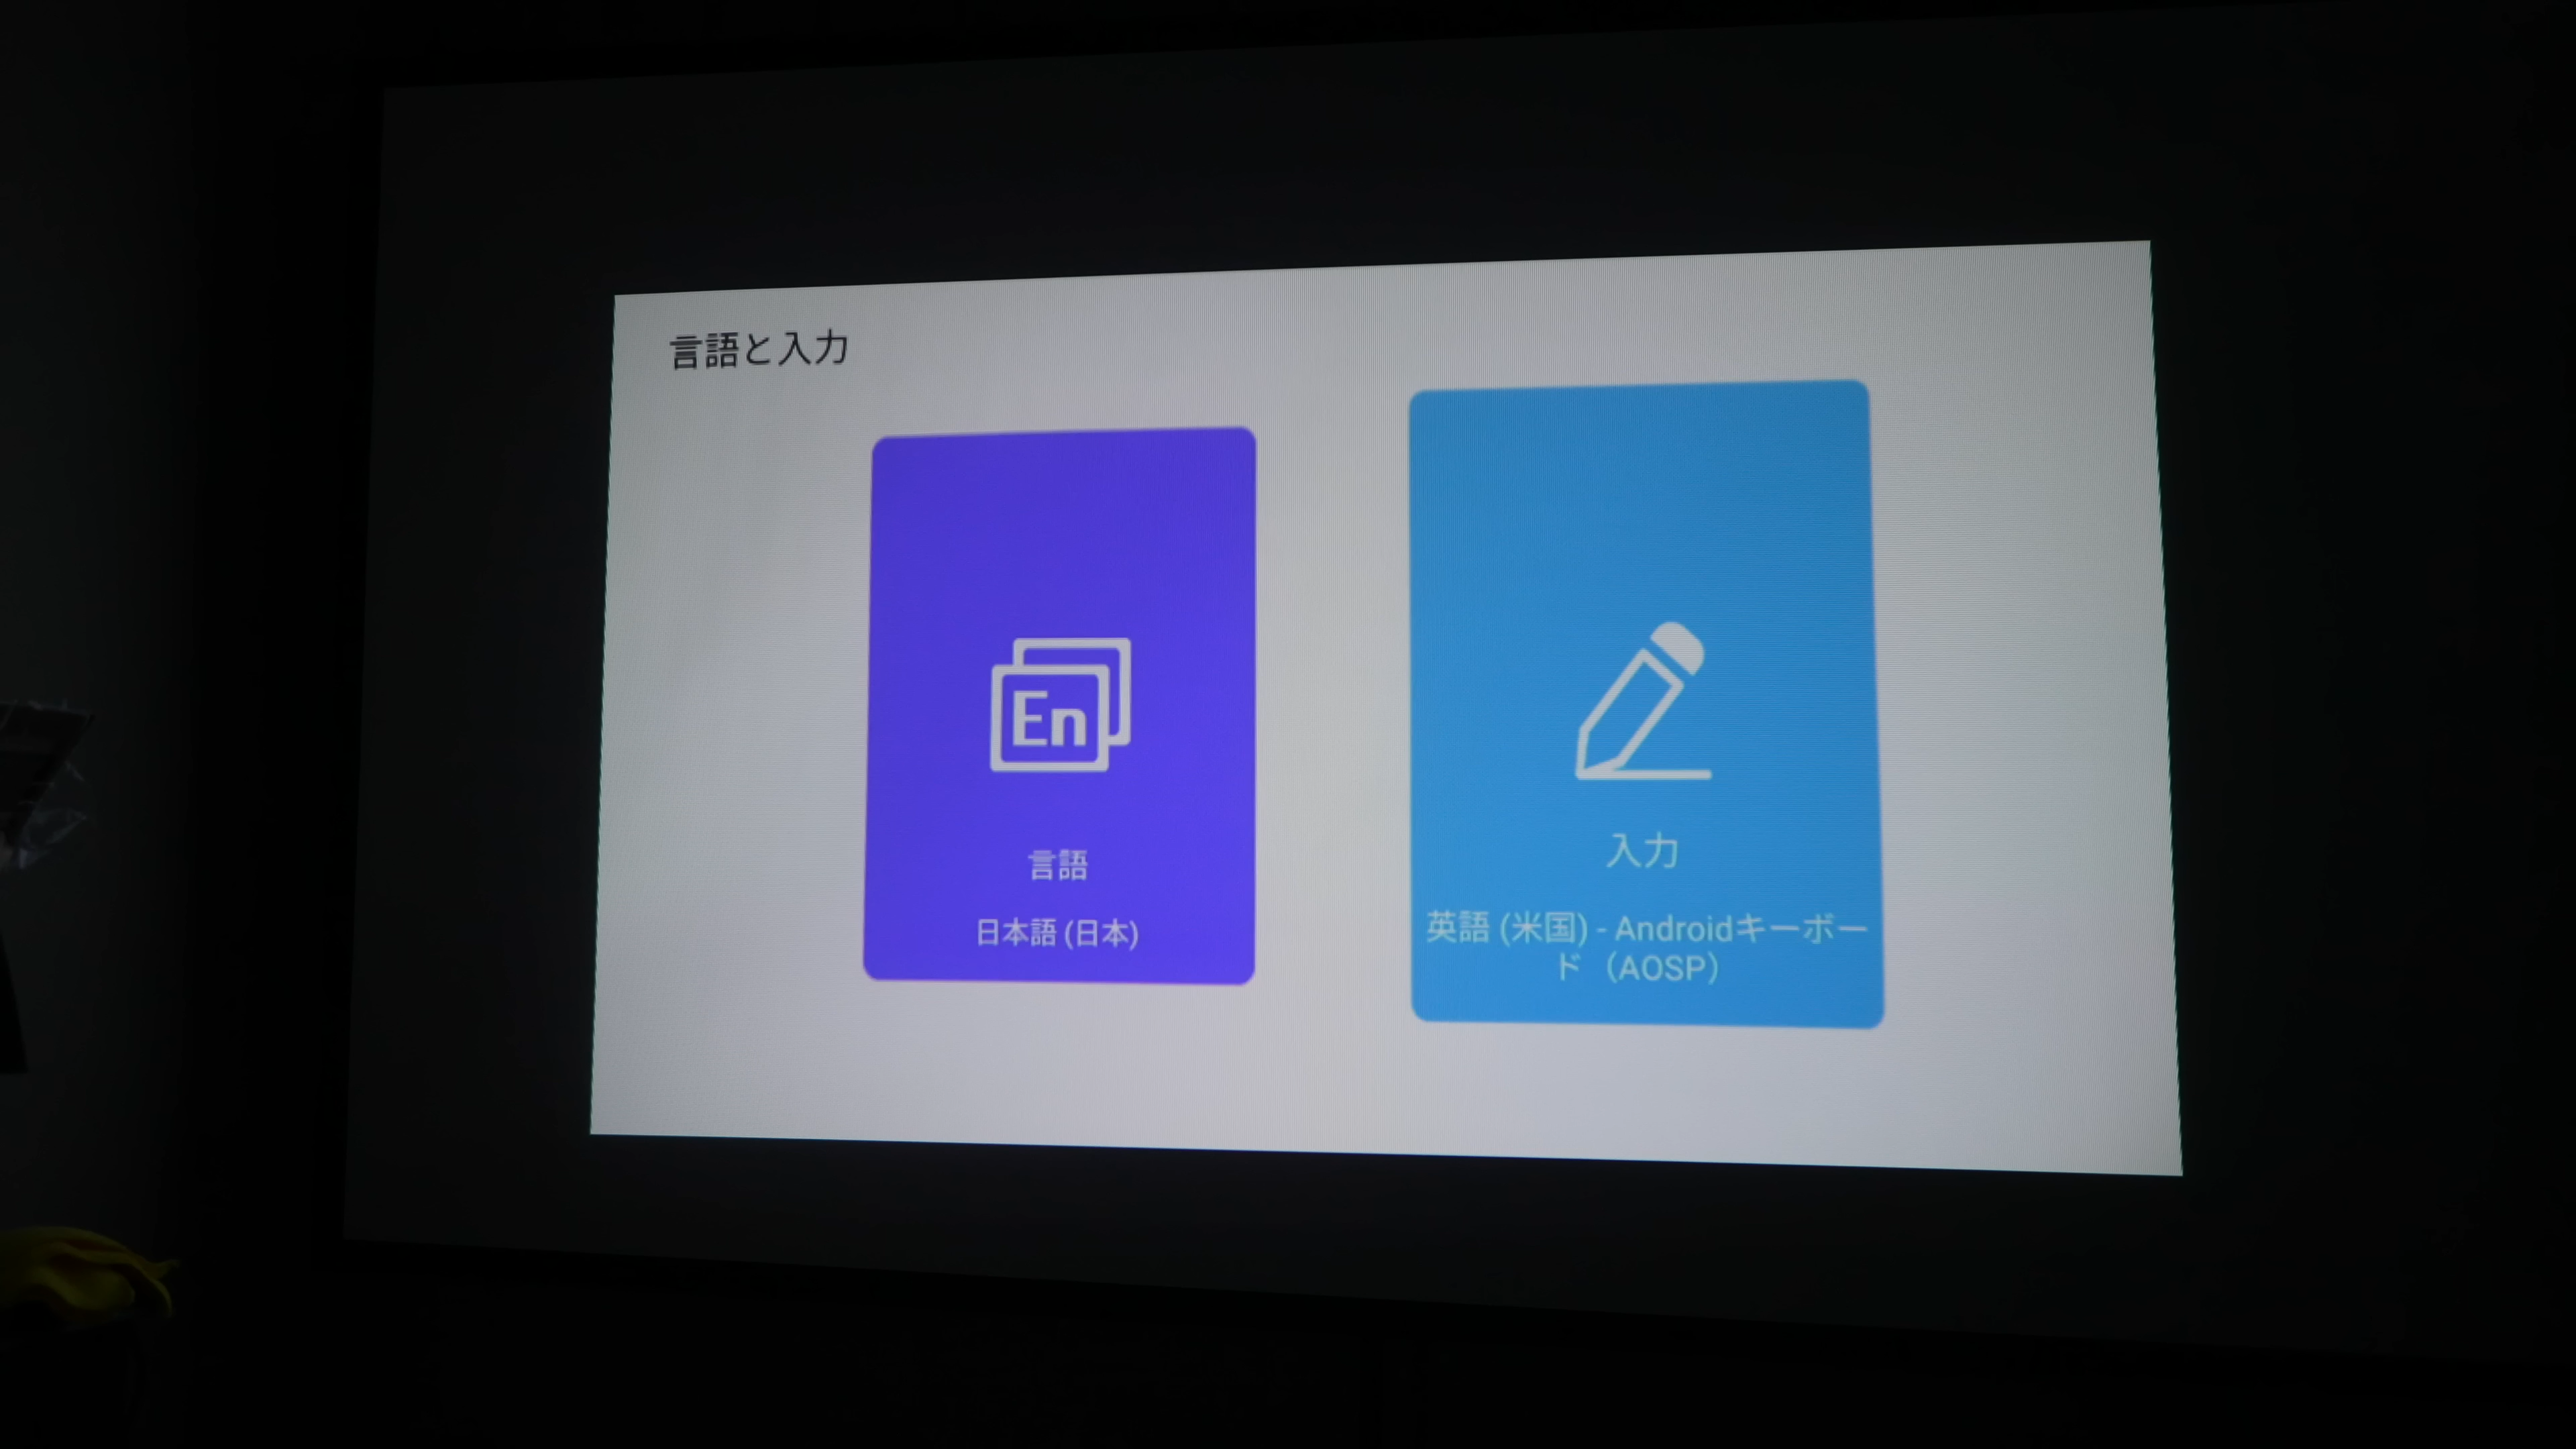 言語と入力
En
言語
日本語 (日本)
入力
英語 (米国) - Androidキーボー
ド（AOSP）